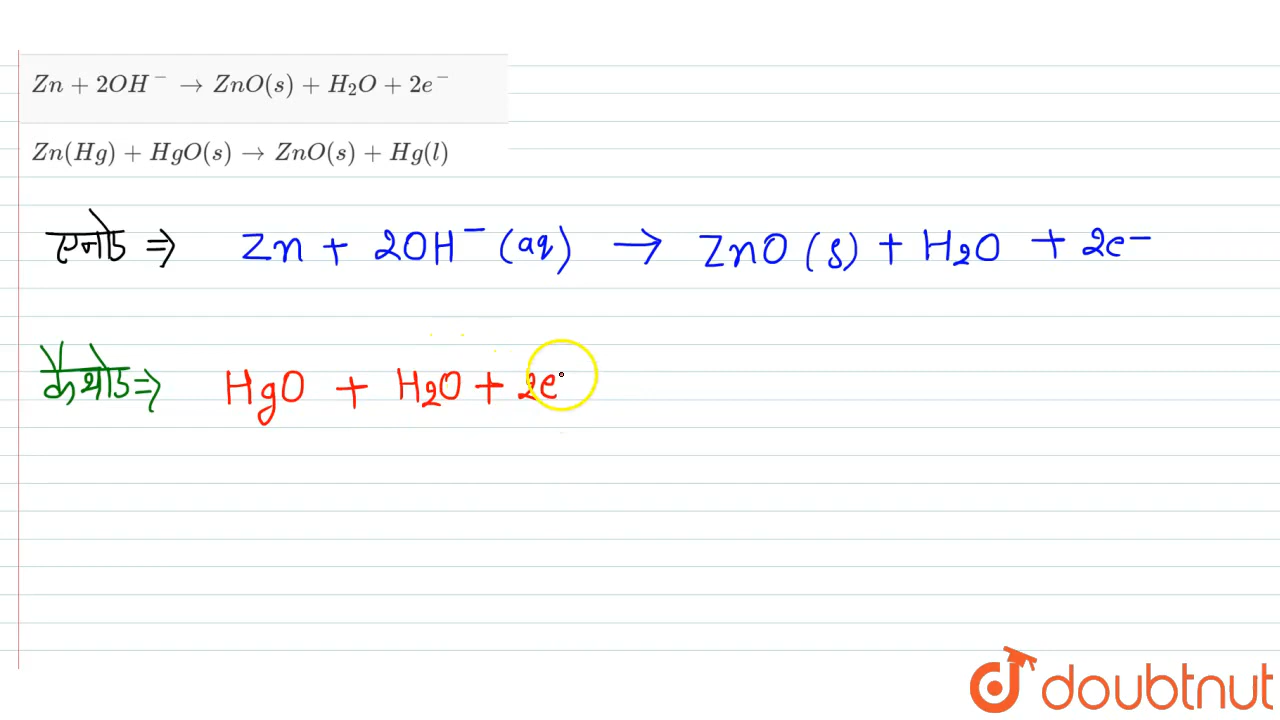 Zn + 2OH⁻ → ZnO(s) + H₂O + 2e⁻
Zn(Hg) + HgO(s) → ZnO(s) + Hg(l)
एनोड ⇒ Zn + 2OH⁻ (aq) → ZnO (s) + H₂O + 2e⁻
कैथोड ⇒ HgO + H₂O + 2e
doubtnut